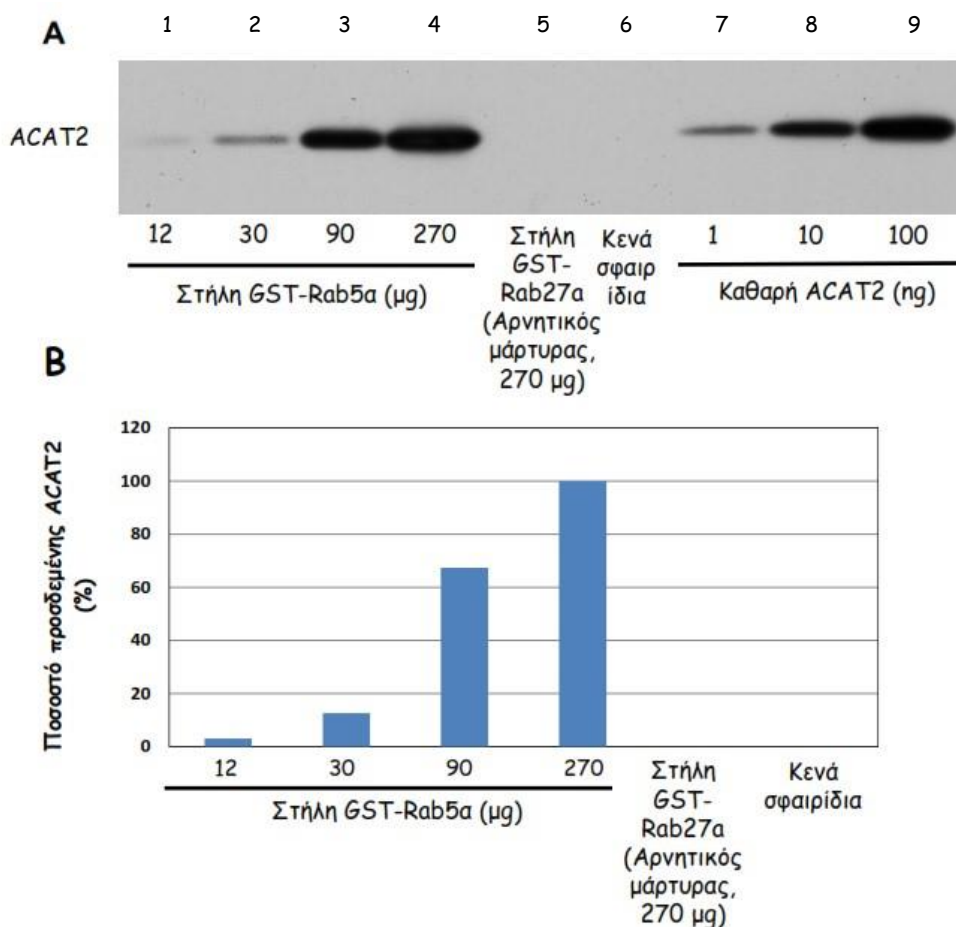 A
1 2 3 4 5 6 7 8 9
ACAT2
12 30 90 270
Στήλη GST-Rab5a (μg)
Στήλη
GST-
Rab27a
(Αρνητικός
μάρτυρας,
270 μg)
Κενά
σφαιρ
ίδια
1 10 100
Καθαρή ACAT2 (ng)
B
Ποσοστό προσδεμένης ACAT2
(%)
120
100
80
60
40
20
0
12 30 90 270
Στήλη GST-Rab5a (μg)
Στήλη
GST-
Rab27a
(Αρνητικός
μάρτυρας,
270 μg)
Κενά
σφαιρίδια